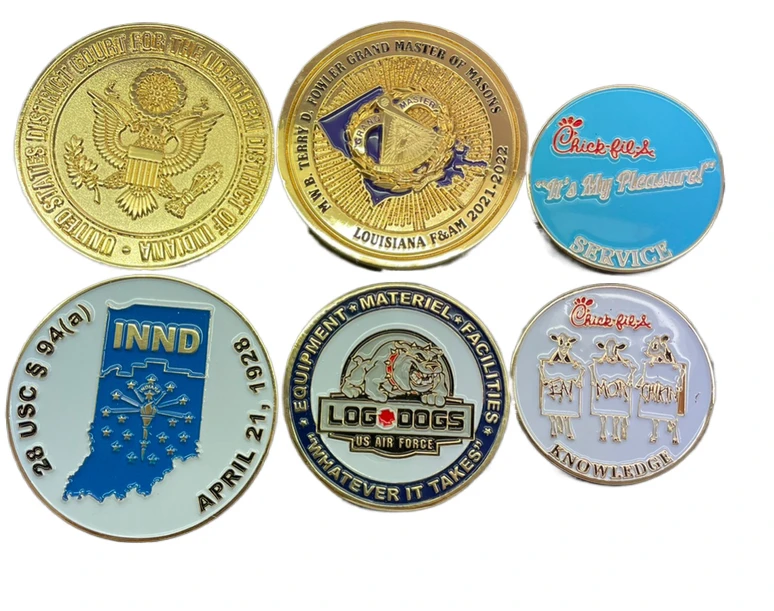 UNITED STATES DISTRICT COURT FOR THE NORTHERN DISTRICT OF INDIANA
M.W.B. TERRY D. FOWLER GRAND MASTER OF MASONS
GRAND MASTER
LOUISIANA F&AM 2021-2022
Chick-fil-A
"It's My Pleasure!"
SERVICE
28 USC § 94(a)
INND
APRIL 21, 1928
EQUIPMENT ★ MATERIEL ★ FACILITIES
LOG DOGS
US AIR FORCE
"WHATEVER IT TAKES"
Chick-fil-A
EAT MOR CHIKIN
KNOWLEDGE